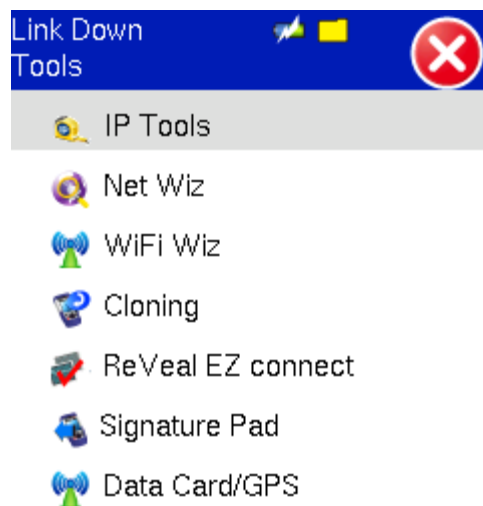 Link Down
Tools
IP Tools
Net Wiz
WiFi Wiz
Cloning
ReVeal EZ connect
Signature Pad
Data Card/GPS